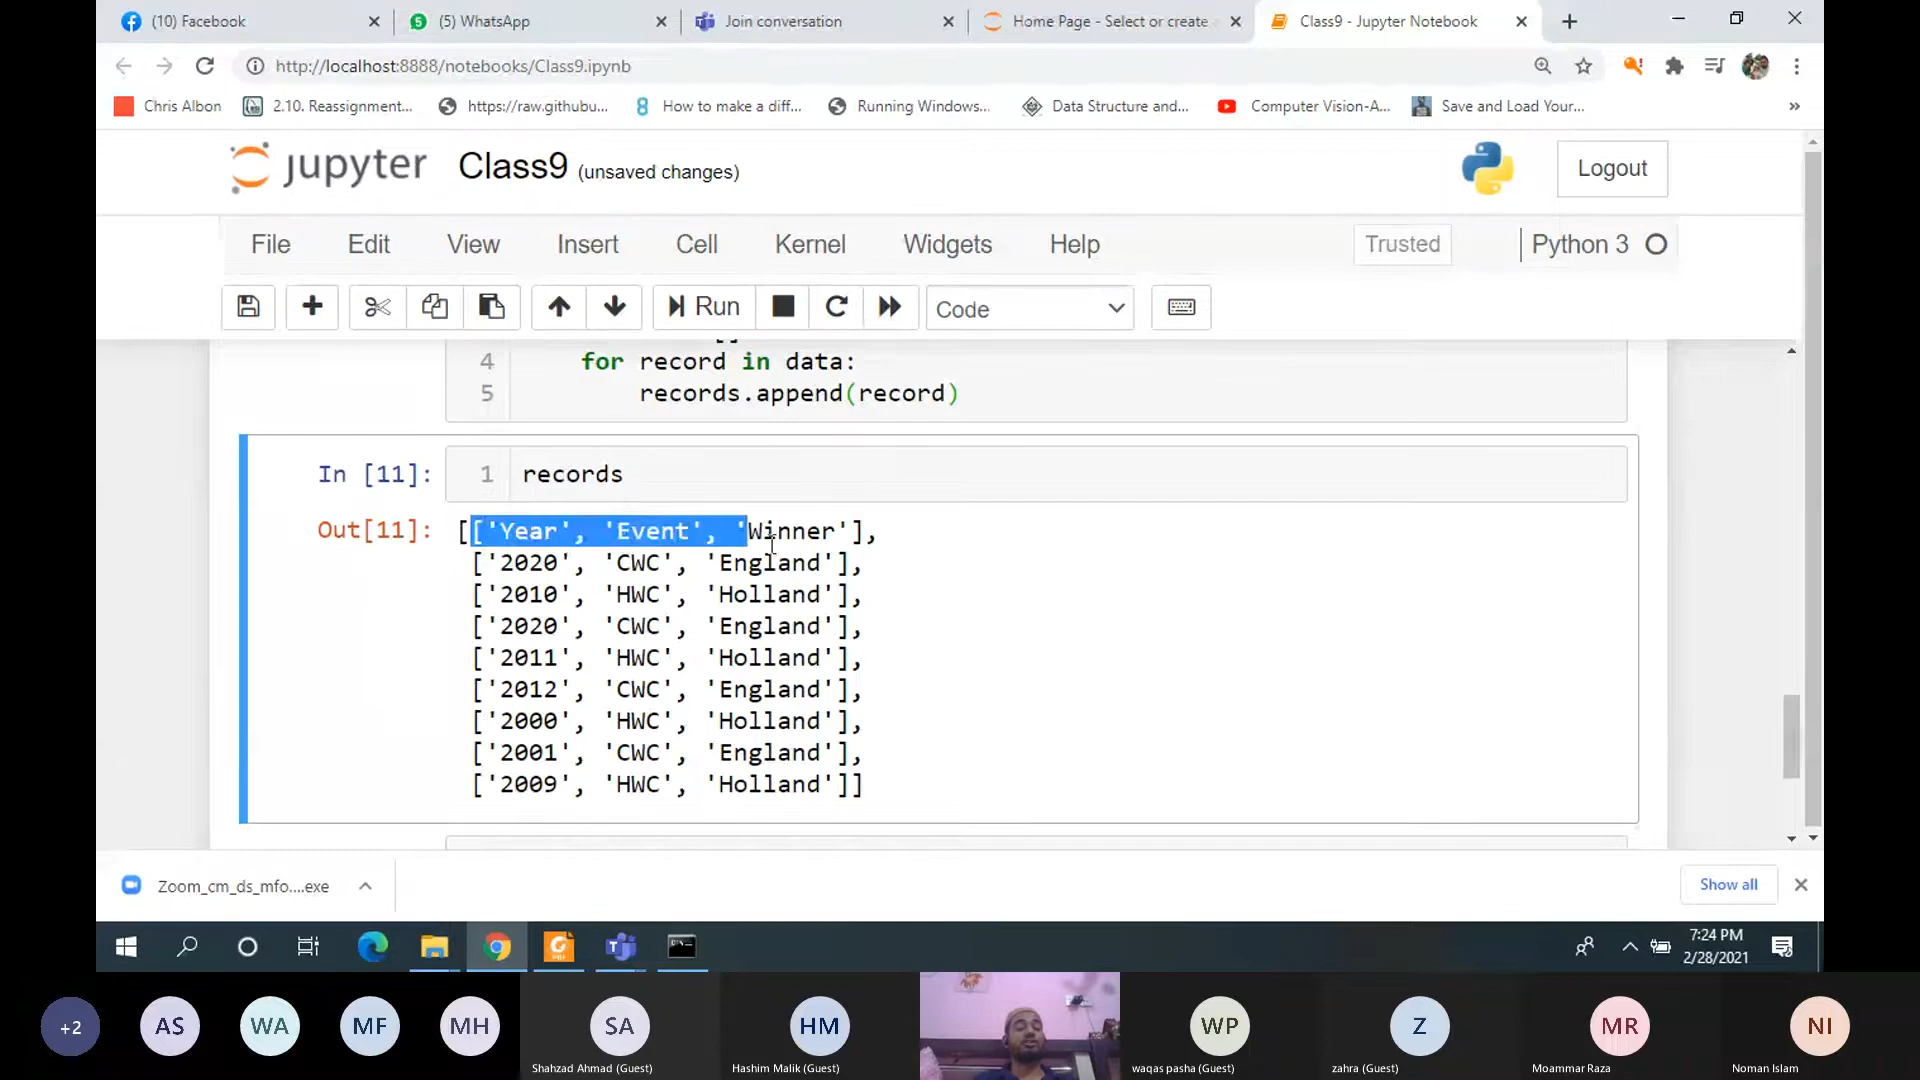 (10) Facebook
5
(5) WhatsApp
Join conversation
Home Page - Select or create
Class9 - Jupyter Notebook
http://localhost:8888/notebooks/Class9.ipynb
Chris Albon
2.10. Reassignment...
https://raw.githubu...
8 How to make a diff...
Running Windows...
Data Structure and...
Computer Vision-A...
Save and Load Your...
»
jupyter Class9 (unsaved changes)
Logout
File Edit View Insert Cell Kernel Widgets Help
Trusted
Python 3
Run
Code
4 for record in data:
5 records.append(record)
In [11]: 1 records
Out[11]: [['Year', 'Event', 'Winner'],
['2020', 'CWC', 'England'],
['2010', 'HWC', 'Holland'],
['2020', 'CWC', 'England'],
['2011', 'HWC', 'Holland'],
['2012', 'CWC', 'England'],
['2000', 'HWC', 'Holland'],
['2001', 'CWC', 'England'],
['2009', 'HWC', 'Holland']]
Zoom_cm_ds_mfo....exe
Show all
7:24 PM
2/28/2021
+2
AS
WA
MF
MH
SA
Shahzad Ahmad (Guest)
HM
Hashim Malik (Guest)
WP
waqas pasha (Guest)
Z
zahra (Guest)
MR
Moammar Raza
NI
Noman Islam